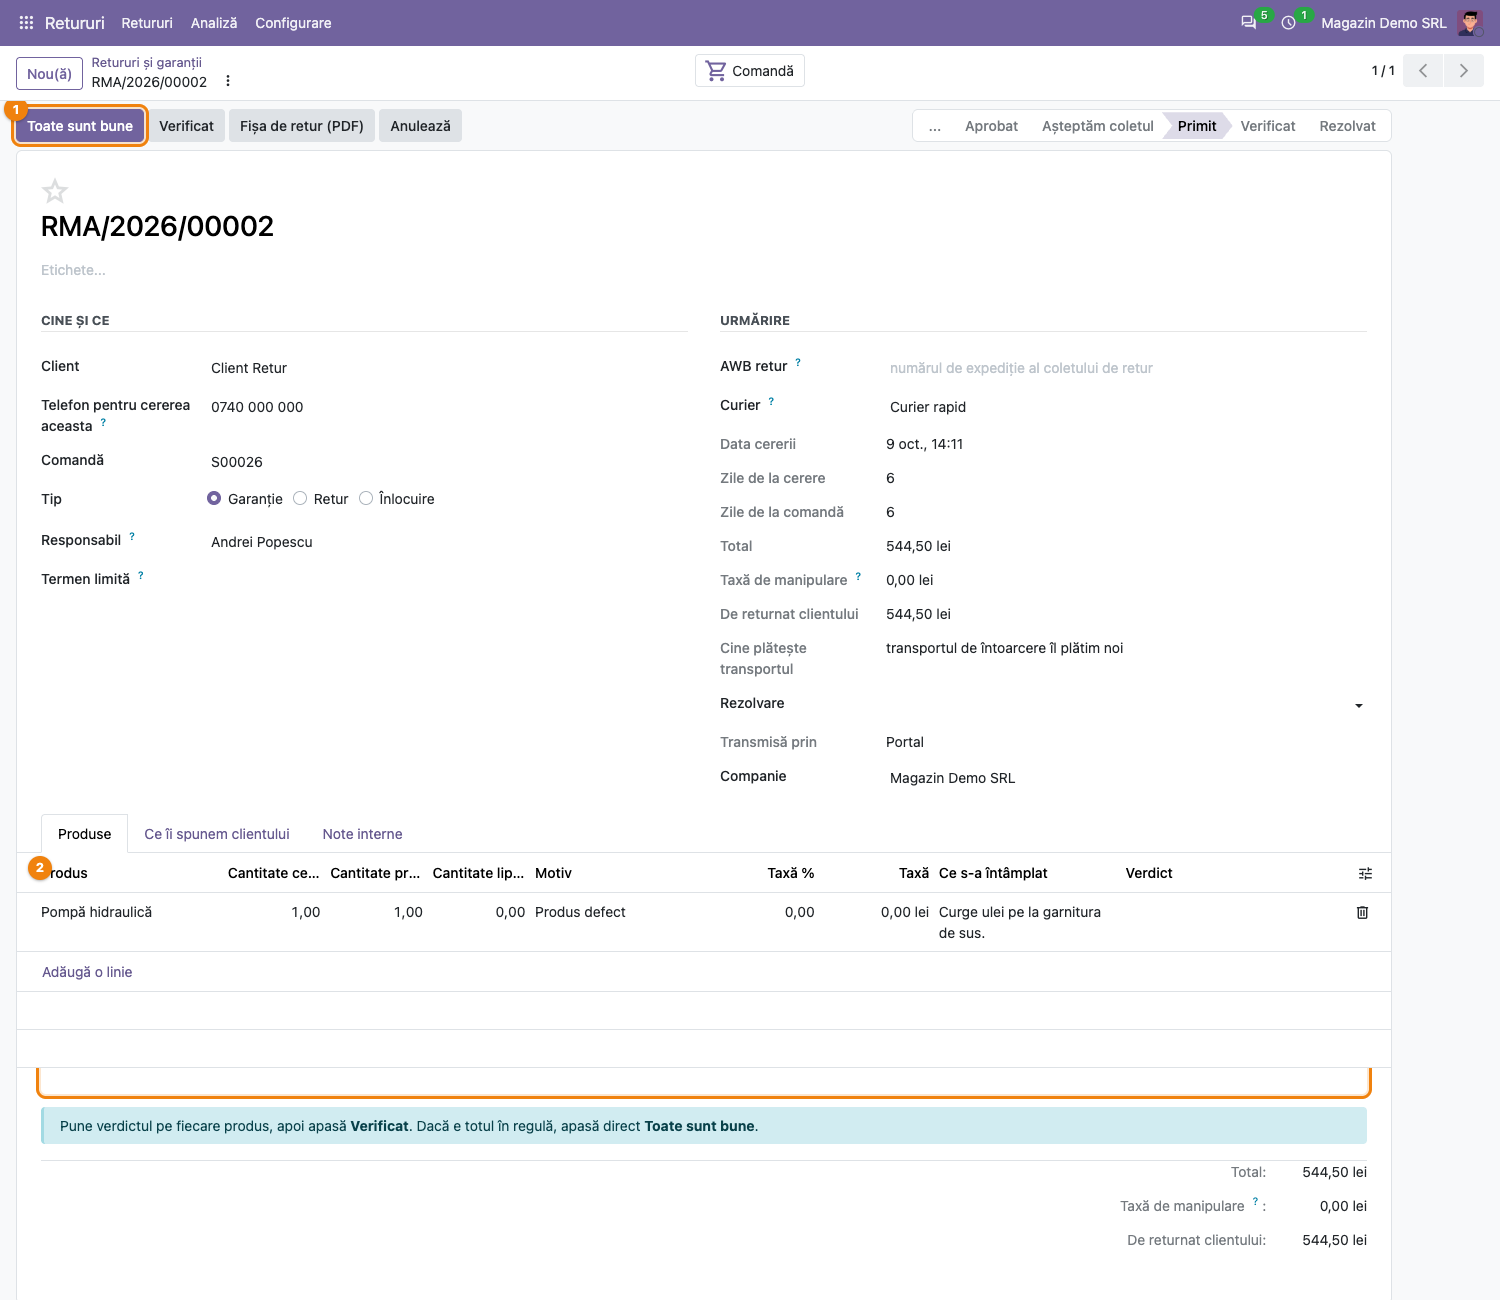 Retururi Retururi Analiză Configurare 5 1 Magazin Demo SRL
Nou(ă) Retururi și garanții
RMA/2026/00002
Comandă
1 / 1
1
Toate sunt bune Verificat Fișa de retur (PDF) Anulează
... Aprobat Așteptăm coletul Primit Verificat Rezolvat
RMA/2026/00002
Etichete...
CINE ȘI CE
Client Client Retur
Telefon pentru cererea aceasta ? 0740 000 000
Comandă S00026
Tip Garanție Retur Înlocuire
Responsabil ? Andrei Popescu
Termen limită ?
URMĂRIRE
AWB retur ? numărul de expediție al coletului de retur
Curier ? Curier rapid
Data cererii 9 oct., 14:11
Zile de la cerere 6
Zile de la comandă 6
Total 544,50 lei
Taxă de manipulare ? 0,00 lei
De returnat clientului 544,50 lei
Cine plătește transportul transportul de întoarcere îl plătim noi
Rezolvare
Transmisă prin Portal
Companie Magazin Demo SRL
Produse Ce îi spunem clientului Note interne
2
rodus Cantitate ce... Cantitate pr... Cantitate lip... Motiv Taxă % Taxă Ce s-a întâmplat Verdict
Pompă hidraulică 1,00 1,00 0,00 Produs defect 0,00 0,00 lei Curge ulei pe la garnitura
de sus.
Adăugă o linie
Pune verdictul pe fiecare produs, apoi apasă Verificat. Dacă e totul în regulă, apasă direct Toate sunt bune.
Total: 544,50 lei
Taxă de manipulare ? : 0,00 lei
De returnat clientului: 544,50 lei